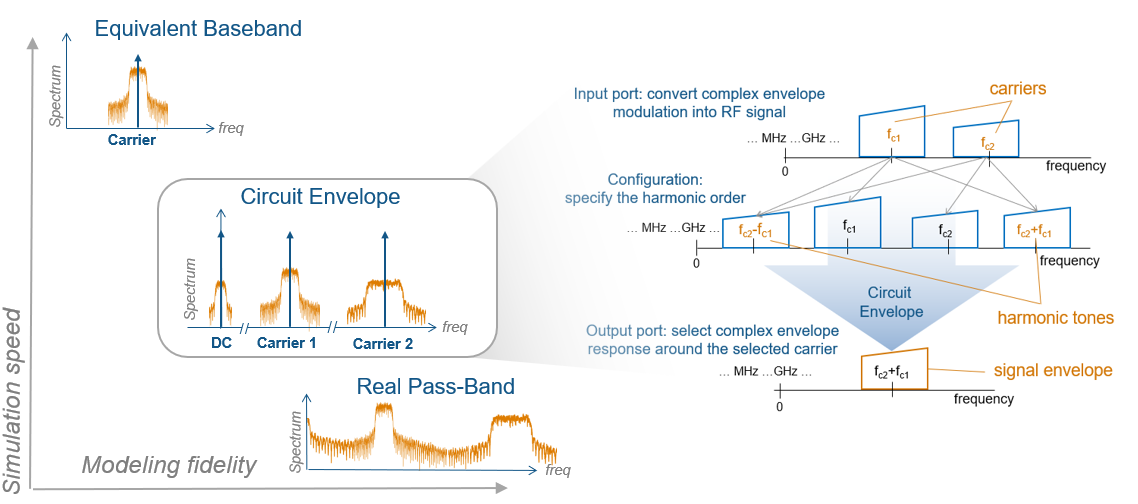 Simulation speed
Modeling fidelity
Equivalent Baseband
Spectrum
freq
Carrier
Circuit Envelope
Spectrum
freq
DC
Carrier 1
Carrier 2
Real Pass-Band
Spectrum
freq
Input port: convert complex envelope
modulation into RF signal
carriers
fc1
fc2
... MHz ...GHz ...
0
frequency
Configuration:
specify the harmonic order
... MHz ...GHz ...
fc2-fc1
fc1
fc2
fc2+fc1
0
frequency
Circuit
Envelope
harmonic tones
Output port: select complex envelope
response around the selected carrier
... MHz ...GHz ...
fc2+fc1
signal envelope
0
frequency